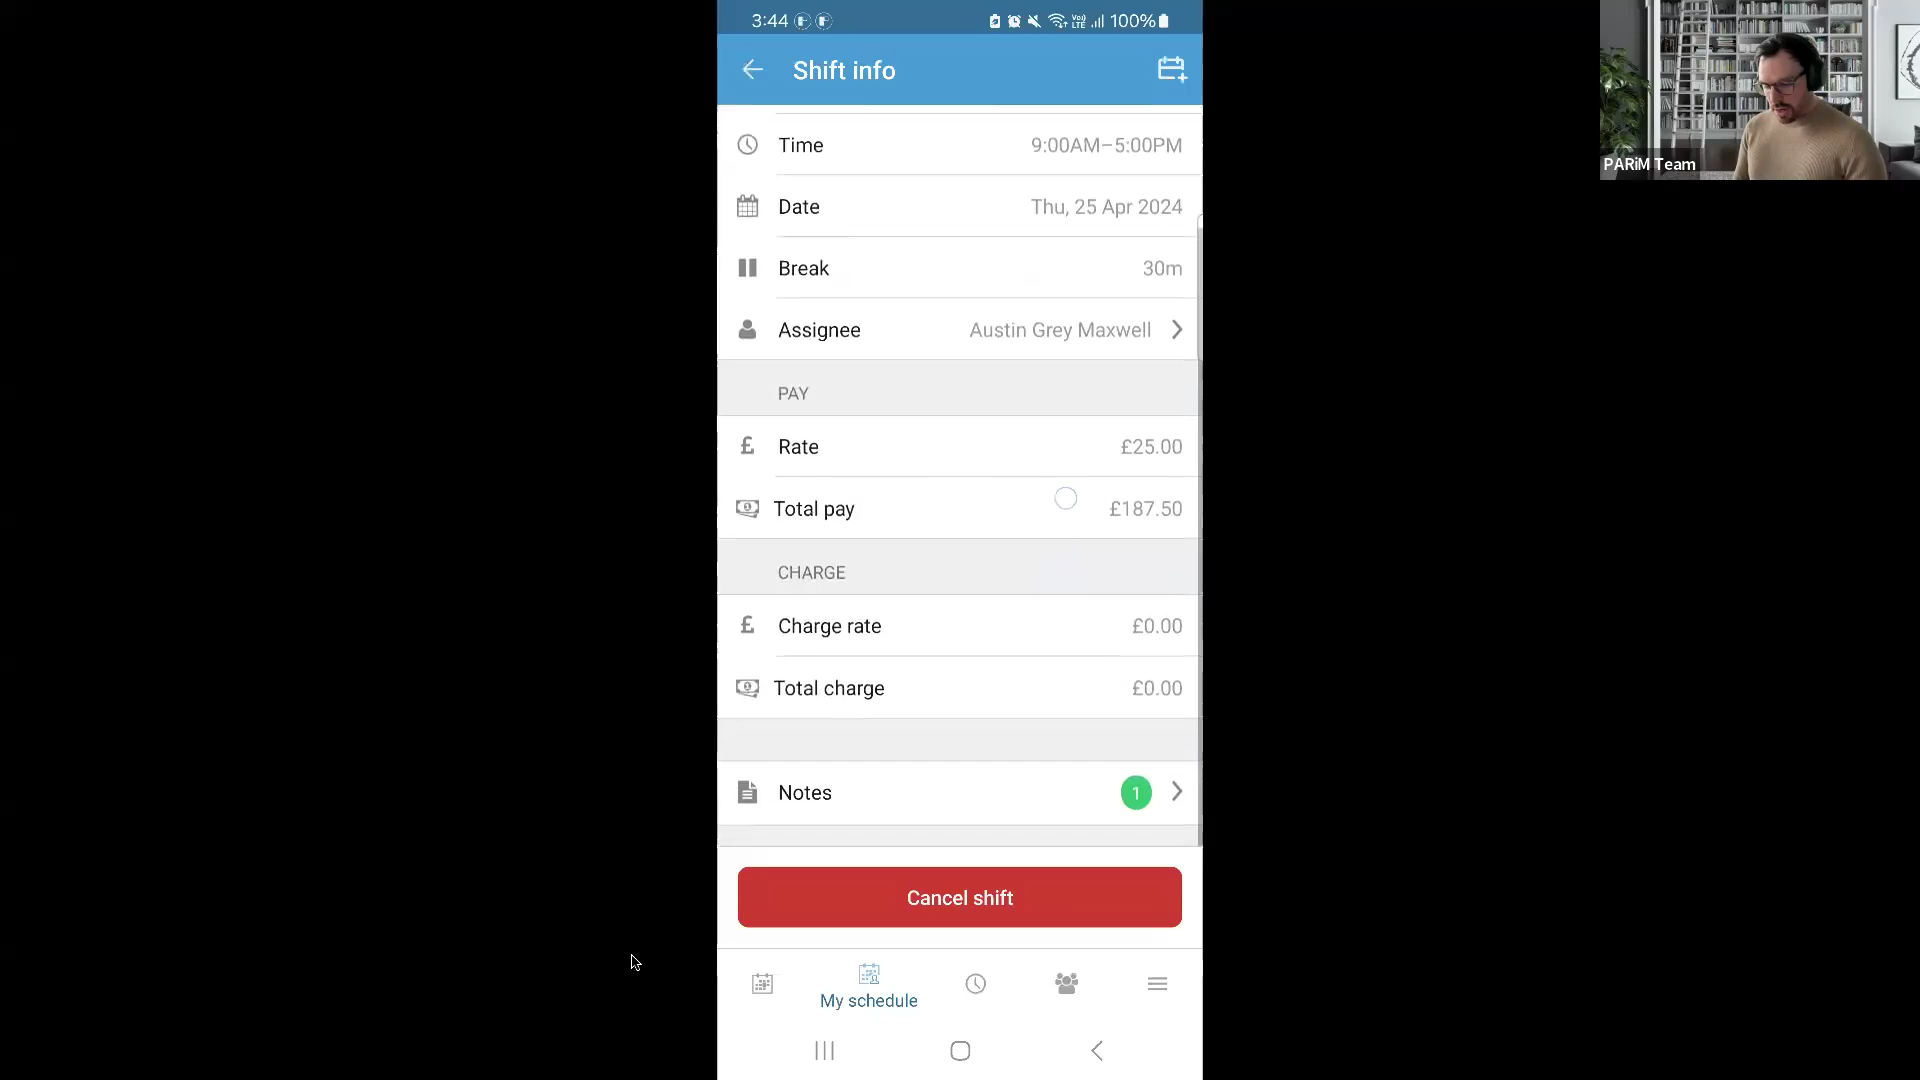 3:44
100%
Shift info
Time 9:00AM–5:00PM
Date Thu, 25 Apr 2024
Break 30m
Assignee Austin Grey Maxwell
PAY
£ Rate £25.00
Total pay £187.50
CHARGE
£ Charge rate £0.00
Total charge £0.00
Notes 1
Cancel shift
My schedule
PARiM Team